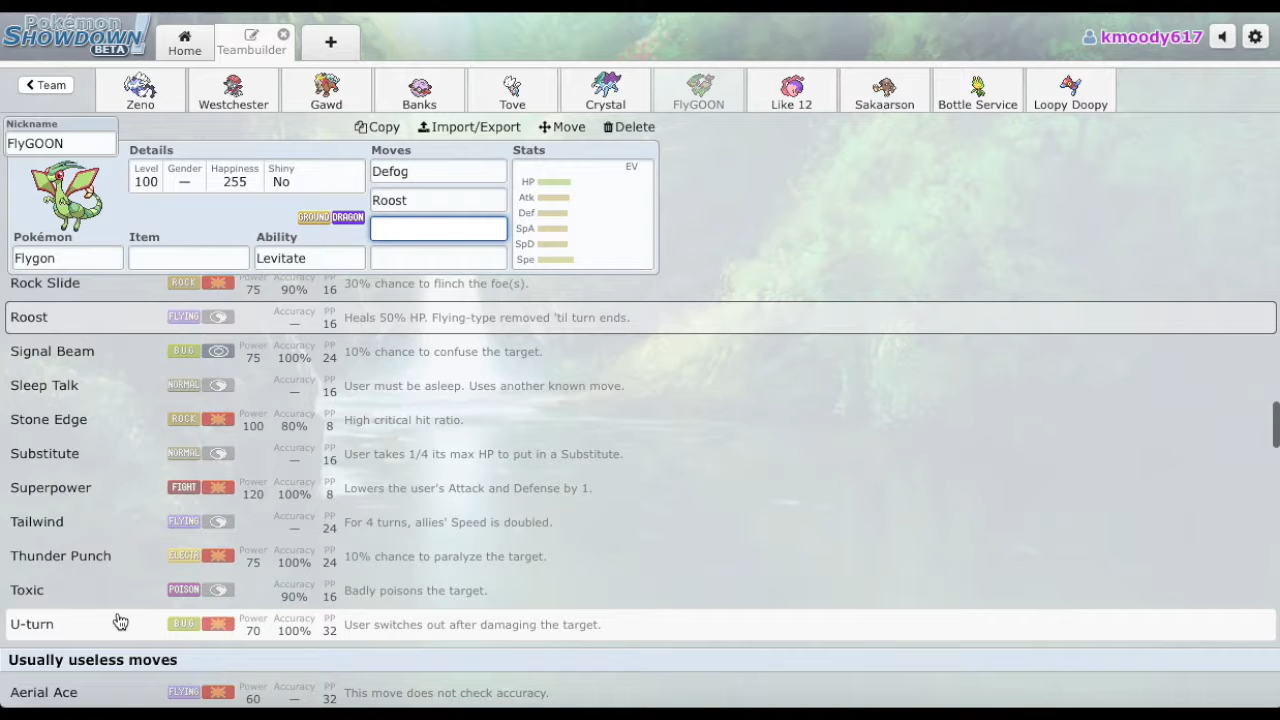 Pokémon
Showdown
BETA
Home
Teambuilder
+
kmoody617
Team
Zeno
Westchester
Gawd
Banks
Tove
Crystal
FlyGOON
Like 12
Sakaarson
Bottle Service
Loopy Doopy
Nickname
FlyGOON
Copy
Import/Export
Move
Delete
Details
Level Gender Happiness Shiny
100 — 255 No
GROUND DRAGON
Pokémon Item Ability
Flygon Levitate
Moves
Defog
Roost
Stats
EV
HP
Atk
Def
SpA
SpD
Spe
Rock Slide ROCK Power 75 Accuracy 90% PP 16 30% chance to flinch the foe(s).
Roost FLYING Accuracy — PP 16 Heals 50% HP. Flying-type removed 'til turn ends.
Signal Beam BUG Power 75 Accuracy 100% PP 24 10% chance to confuse the target.
Sleep Talk NORMAL Accuracy — PP 16 User must be asleep. Uses another known move.
Stone Edge ROCK Power 100 Accuracy 80% PP 8 High critical hit ratio.
Substitute NORMAL Accuracy — PP 16 User takes 1/4 its max HP to put in a Substitute.
Superpower FIGHT Power 120 Accuracy 100% PP 8 Lowers the user's Attack and Defense by 1.
Tailwind FLYING Accuracy — PP 24 For 4 turns, allies' Speed is doubled.
Thunder Punch ELECTR Power 75 Accuracy 100% PP 24 10% chance to paralyze the target.
Toxic POISON Accuracy 90% PP 16 Badly poisons the target.
U-turn BUG Power 70 Accuracy 100% PP 32 User switches out after damaging the target.
Usually useless moves
Aerial Ace FLYING Power 60 Accuracy — PP 32 This move does not check accuracy.